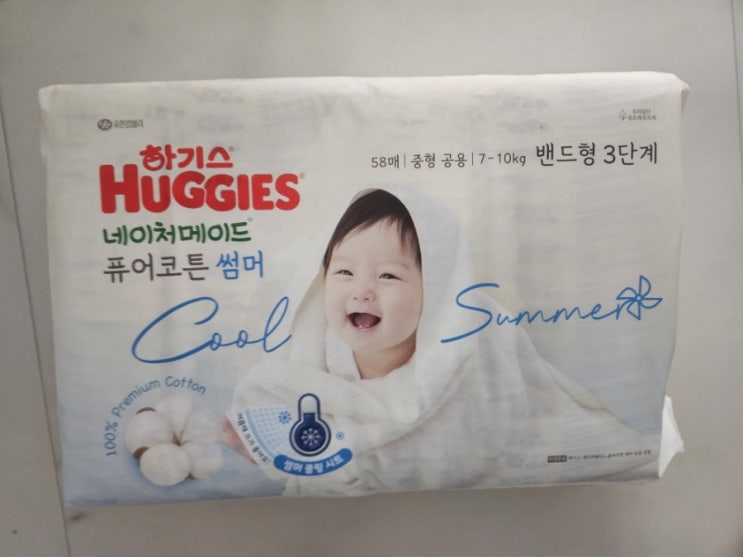 유한킴벌리
하기스
HUGGIES
네이처메이드
퓨어코튼 썸머
58매 | 중형 공용 | 7-10kg 밴드형 3단계
Cool Summer
100% Premium Cotton
썸머 쿨링 시트